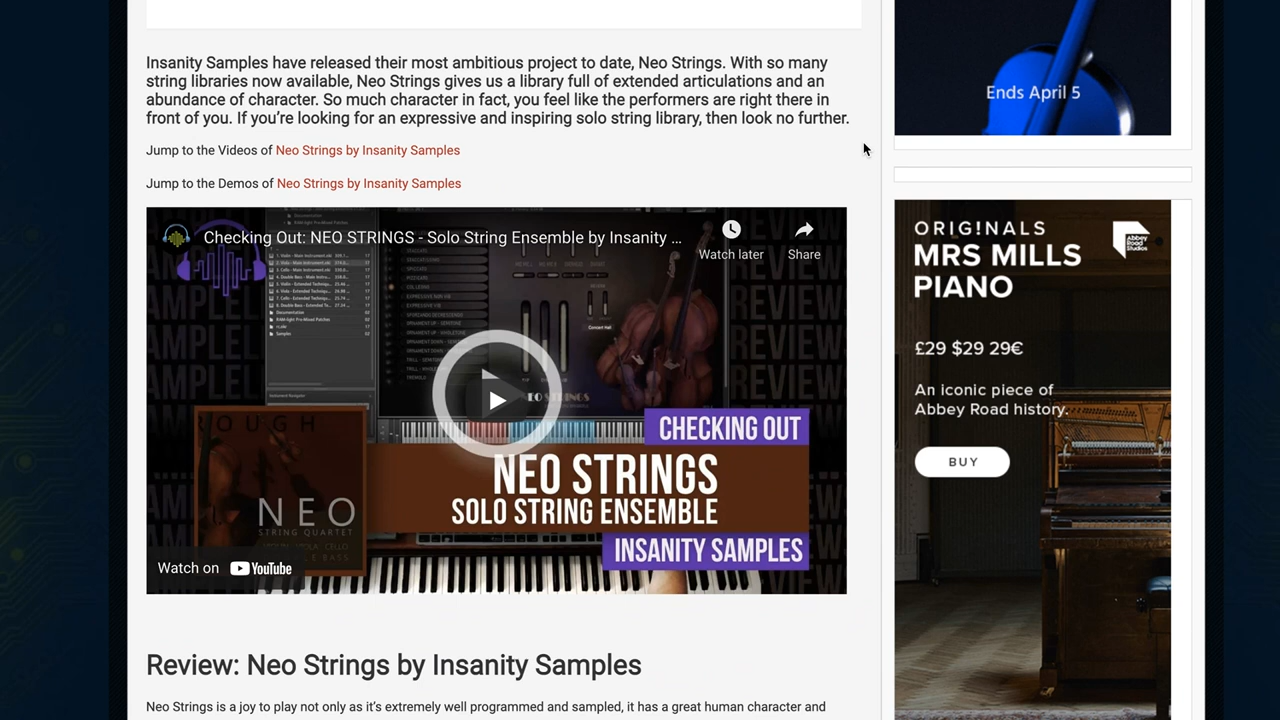 Insanity Samples have released their most ambitious project to date, Neo Strings. With so many
string libraries now available, Neo Strings gives us a library full of extended articulations and an
abundance of character. So much character in fact, you feel like the performers are right there in
front of you. If you’re looking for an expressive and inspiring solo string library, then look no further.
Jump to the Videos of Neo Strings by Insanity Samples
Jump to the Demos of Neo Strings by Insanity Samples
Checking Out: NEO STRINGS - Solo String Ensemble by Insanity ...
Watch later
Share
Concert Hall
CHECKING OUT
NEO STRINGS
SOLO STRING ENSEMBLE
INSANITY SAMPLES
NEO
STRING QUARTET
Watch on YouTube
Review: Neo Strings by Insanity Samples
Neo Strings is a joy to play not only as it’s extremely well programmed and sampled, it has a great human character and
Ends April 5
ORIG!NALS
MRS MILLS
PIANO
Abbey
Road
Studios
£29 $29 29€
An iconic piece of
Abbey Road history.
BUY